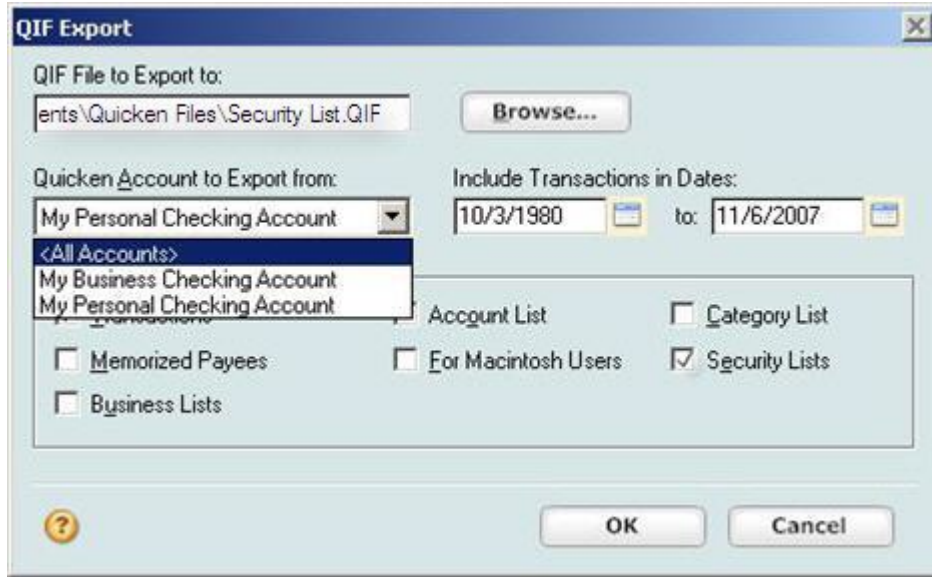 QIF Export
QIF File to Export to:
ents\Quicken Files\Security List.QIF
Browse...
Quicken Account to Export from:
Include Transactions in Dates:
My Personal Checking Account
10/3/1980
to:
11/6/2007
<All Accounts>
My Business Checking Account
My Personal Checking Account
Account List
Category List
Memorized Payees
For Macintosh Users
Security Lists
Business Lists
?
OK
Cancel